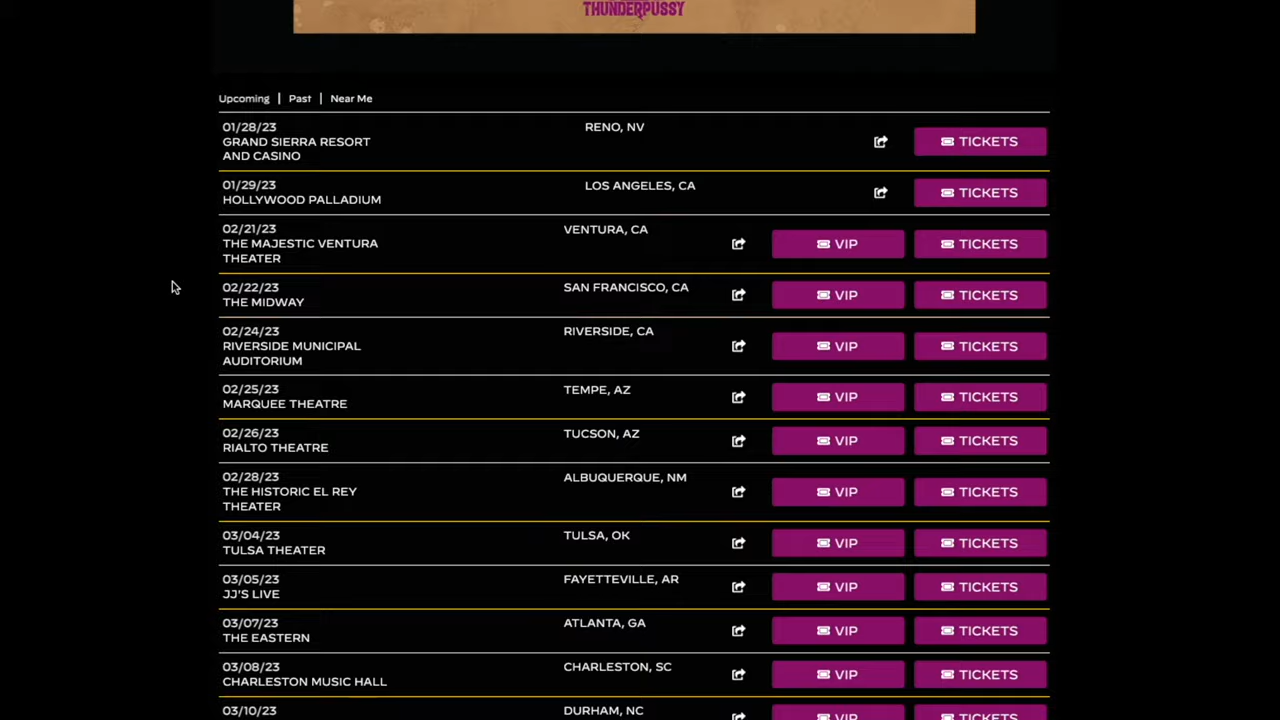 THUNDERPUSSY
Upcoming | Past | Near Me
01/28/23 RENO, NV
GRAND SIERRA RESORT TICKETS
AND CASINO
01/29/23 LOS ANGELES, CA
HOLLYWOOD PALLADIUM TICKETS
02/21/23 VENTURA, CA
THE MAJESTIC VENTURA VIP TICKETS
THEATER
02/22/23 SAN FRANCISCO, CA
THE MIDWAY VIP TICKETS
02/24/23 RIVERSIDE, CA
RIVERSIDE MUNICIPAL VIP TICKETS
AUDITORIUM
02/25/23 TEMPE, AZ
MARQUEE THEATRE VIP TICKETS
02/26/23 TUCSON, AZ
RIALTO THEATRE VIP TICKETS
02/28/23 ALBUQUERQUE, NM
THE HISTORIC EL REY VIP TICKETS
THEATER
03/04/23 TULSA, OK
TULSA THEATER VIP TICKETS
03/05/23 FAYETTEVILLE, AR
JJ'S LIVE VIP TICKETS
03/07/23 ATLANTA, GA
THE EASTERN VIP TICKETS
03/08/23 CHARLESTON, SC
CHARLESTON MUSIC HALL VIP TICKETS
03/10/23 DURHAM, NC
VIP TICKETS